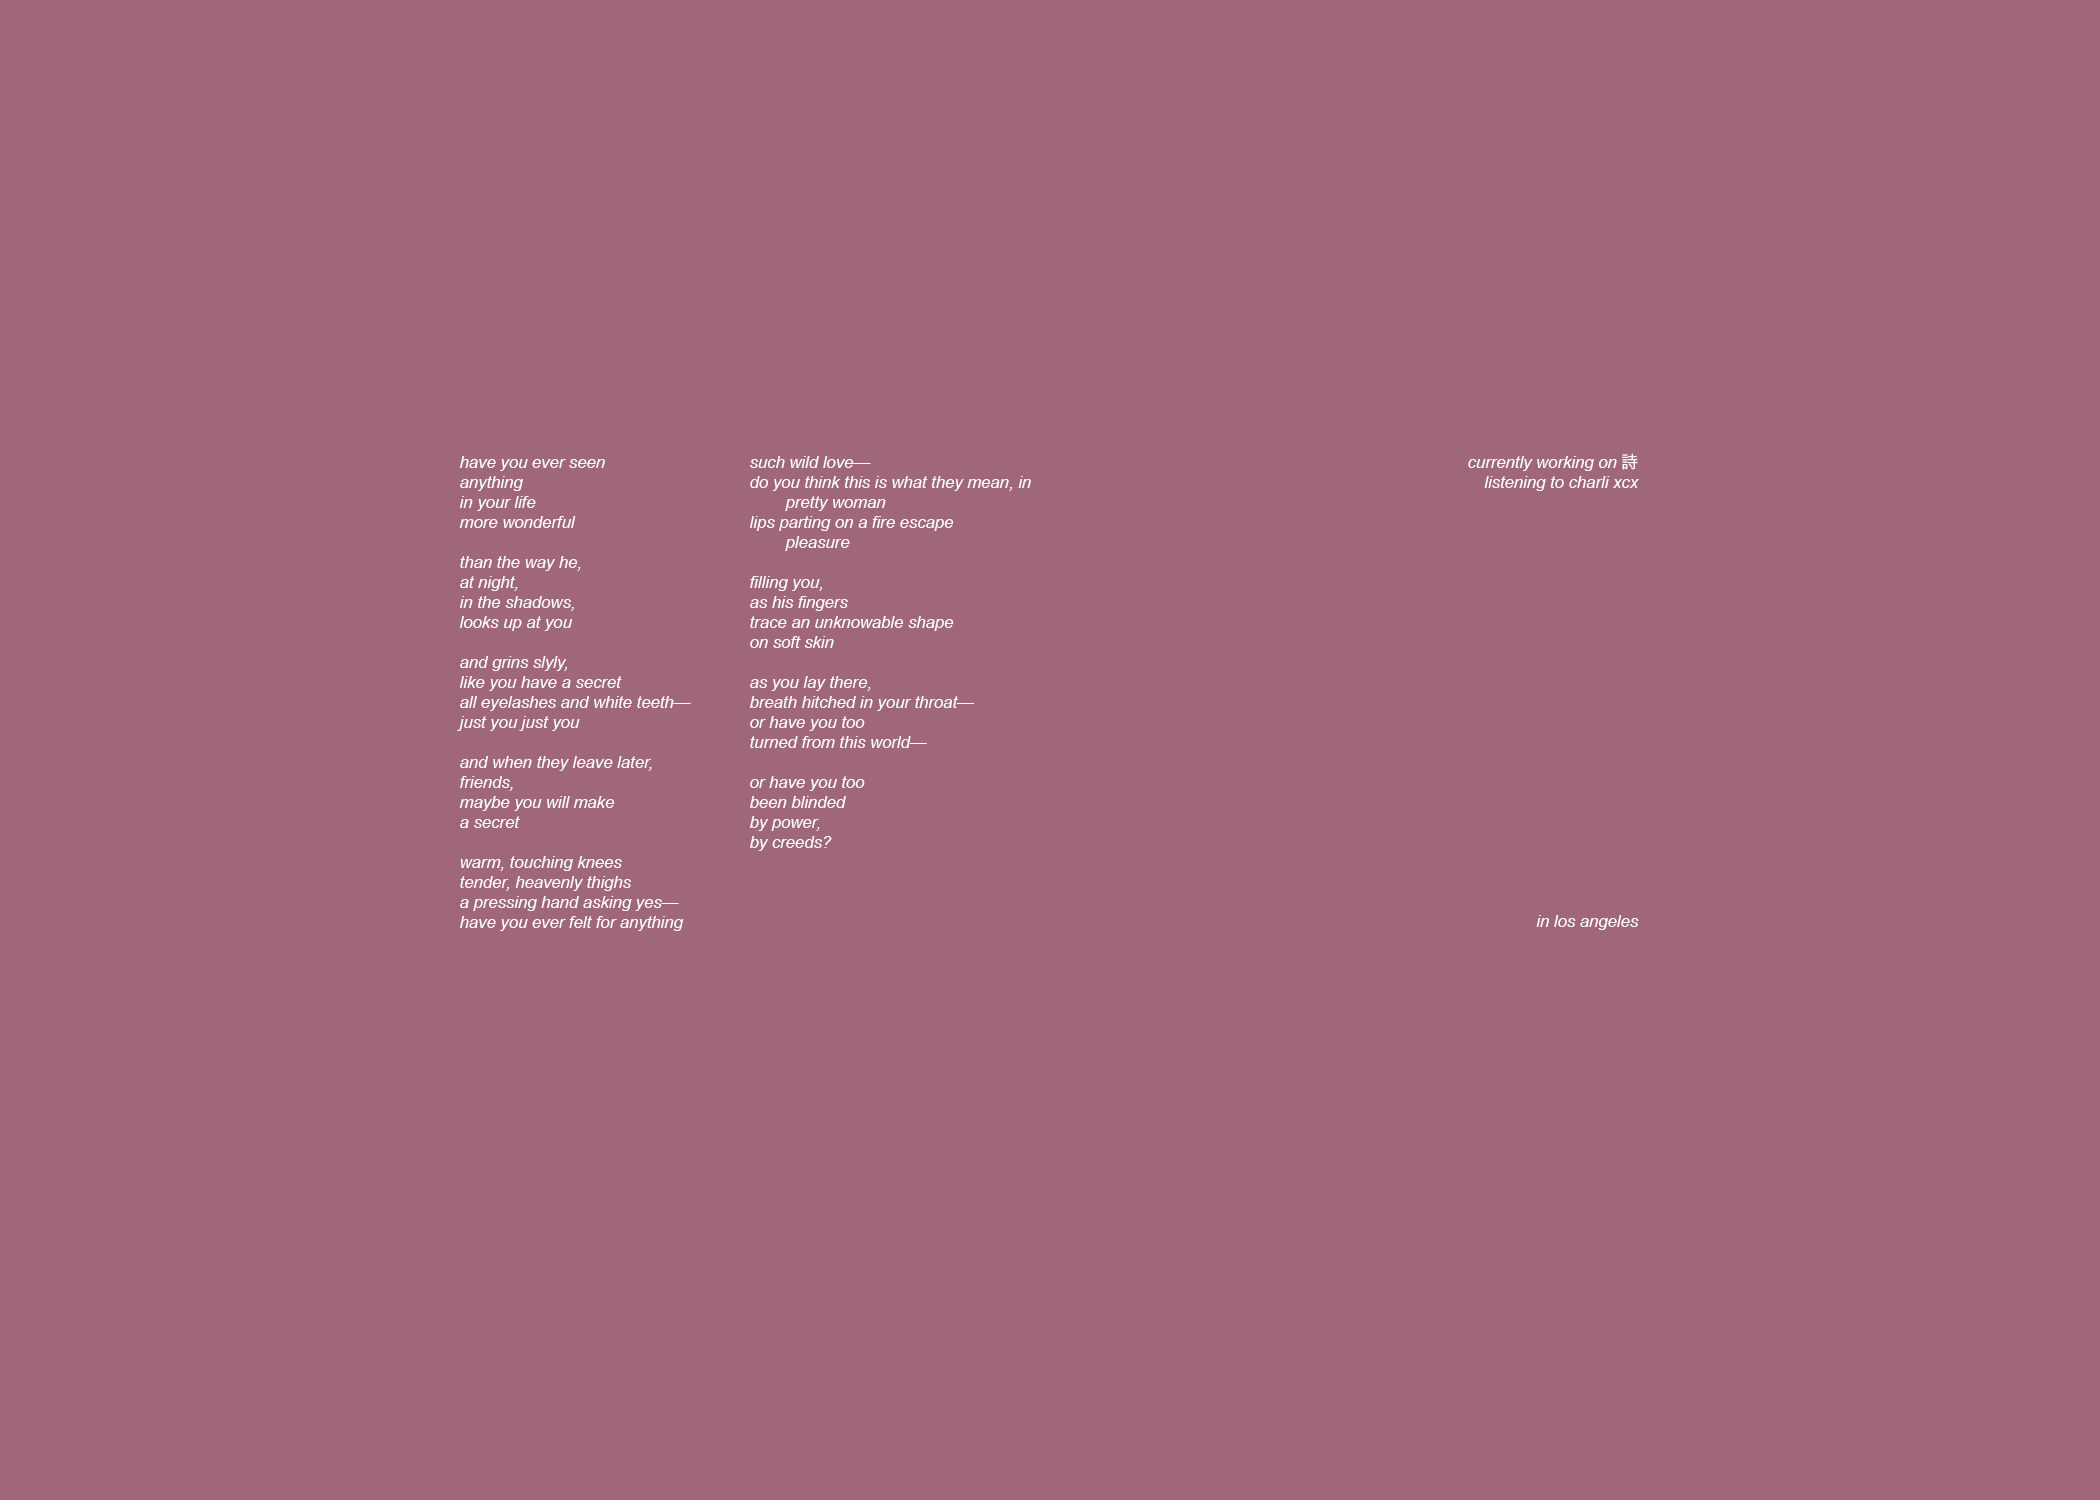 have you ever seen
anything
in your life
more wonderful

than the way he,
at night,
in the shadows,
looks up at you

and grins slyly,
like you have a secret
all eyelashes and white teeth—
just you just you

and when they leave later,
friends,
maybe you will make
a secret

warm, touching knees
tender, heavenly thighs
a pressing hand asking yes—
have you ever felt for anything

such wild love—
do you think this is what they mean, in
pretty woman
lips parting on a fire escape
pleasure

filling you,
as his fingers
trace an unknowable shape
on soft skin

as you lay there,
breath hitched in your throat—
or have you too
turned from this world—

or have you too
been blinded
by power,
by creeds?

currently working on 詩
listening to charli xcx

in los angeles